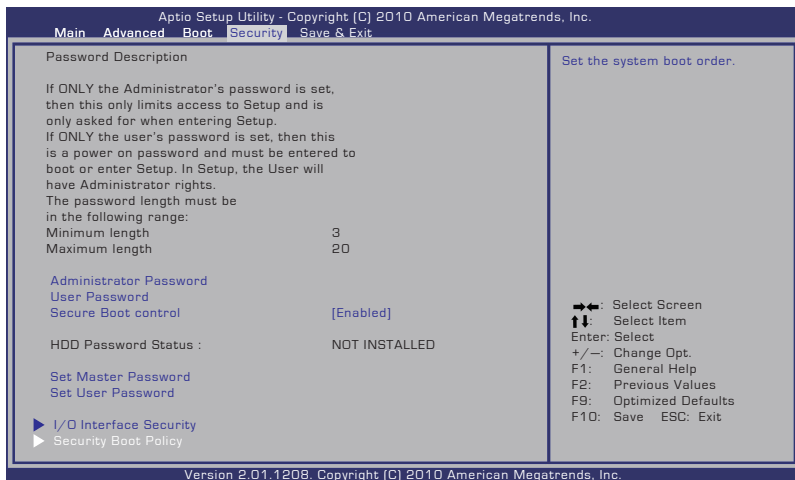 Aptio Setup Utility - Copyright (C) 2010 American Megatrends, Inc.
Main Advanced Boot Security Save & Exit
Password Description
If ONLY the Administrator's password is set,
then this only limits access to Setup and is
only asked for when entering Setup.
If ONLY the user's password is set, then this
is a power on password and must be entered to
boot or enter Setup. In Setup, the User will
have Administrator rights.
The password length must be
in the following range:
Minimum length 3
Maximum length 20
Administrator Password
User Password
Secure Boot control [Enabled]
HDD Password Status : NOT INSTALLED
Set Master Password
Set User Password
I/O Interface Security
Security Boot Policy
Set the system boot order.
→←: Select Screen
↑↓: Select Item
Enter: Select
+/—: Change Opt.
F1: General Help
F2: Previous Values
F9: Optimized Defaults
F10: Save ESC: Exit
Version 2.01.1208. Copyright (C) 2010 American Megatrends, Inc.